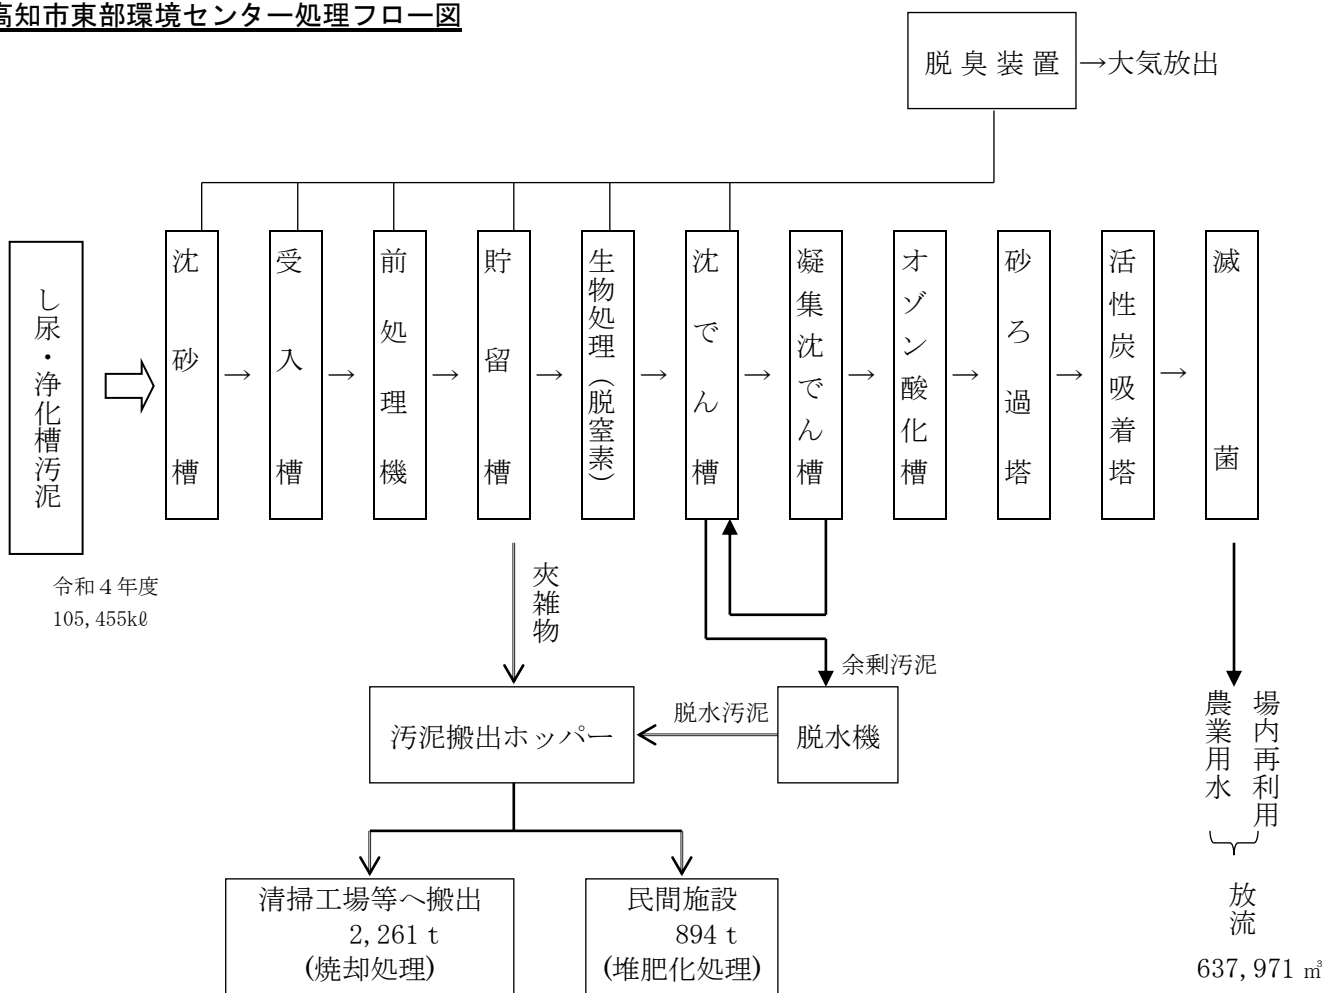 高知市東部環境センター処理フロー図
脱臭装置
→大気放出
し尿・浄化槽汚泥
沈砂槽
→
受入槽
→
前処理機
→
貯留槽
→
生物処理（脱窒素）
→
沈でん槽
→
凝集沈でん槽
→
オゾン酸化槽
→
砂ろ過塔
→
活性炭吸着塔
→
滅菌
令和４年度
105,455kℓ
夾雑物
余剰汚泥
脱水汚泥
汚泥搬出ホッパー
脱水機
場内再利用
農業用水
放流
637,971 ㎥
清掃工場等へ搬出
2,261ｔ
(焼却処理)
民間施設
894ｔ
(堆肥化処理)